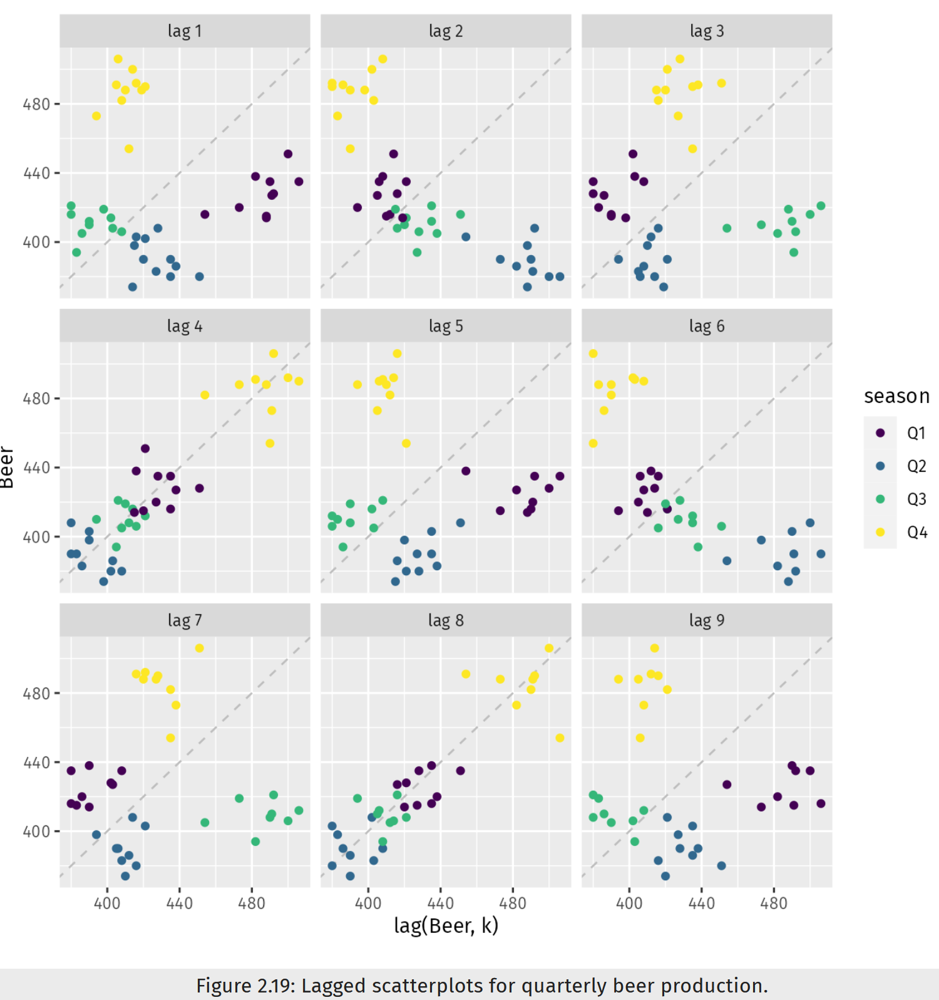 lag 1
lag 2
lag 3
480
440
400
lag 4
lag 5
lag 6
480
440
400
Beer
lag 7
lag 8
lag 9
480
440
400
400
440
480
400
440
480
400
440
480
lag(Beer, k)
season
Q1
Q2
Q3
Q4
Figure 2.19: Lagged scatterplots for quarterly beer production.